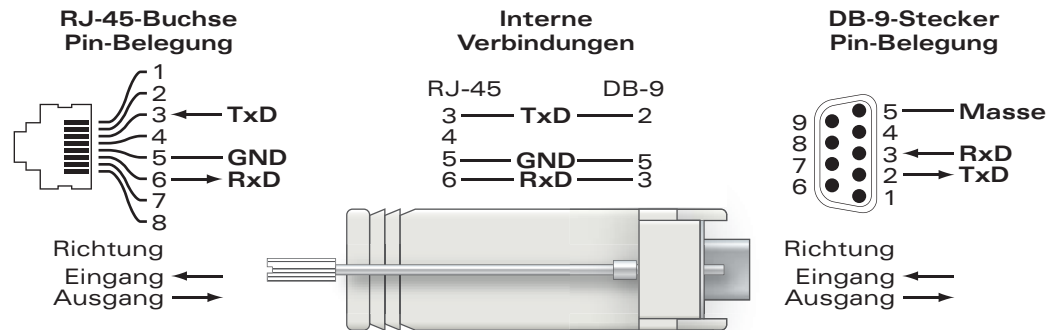 RJ-45-Buchse
Pin-Belegung
1
2
3 TxD
4
5 GND
6 RxD
7
8
Richtung
Eingang
Ausgang
Interne
Verbindungen
RJ-45 DB-9
3 TxD 2
4
5 GND 5
6 RxD 3
DB-9-Stecker
Pin-Belegung
5 Masse
9
4
8
3 RxD
7
2 TxD
6
1
Richtung
Eingang
Ausgang